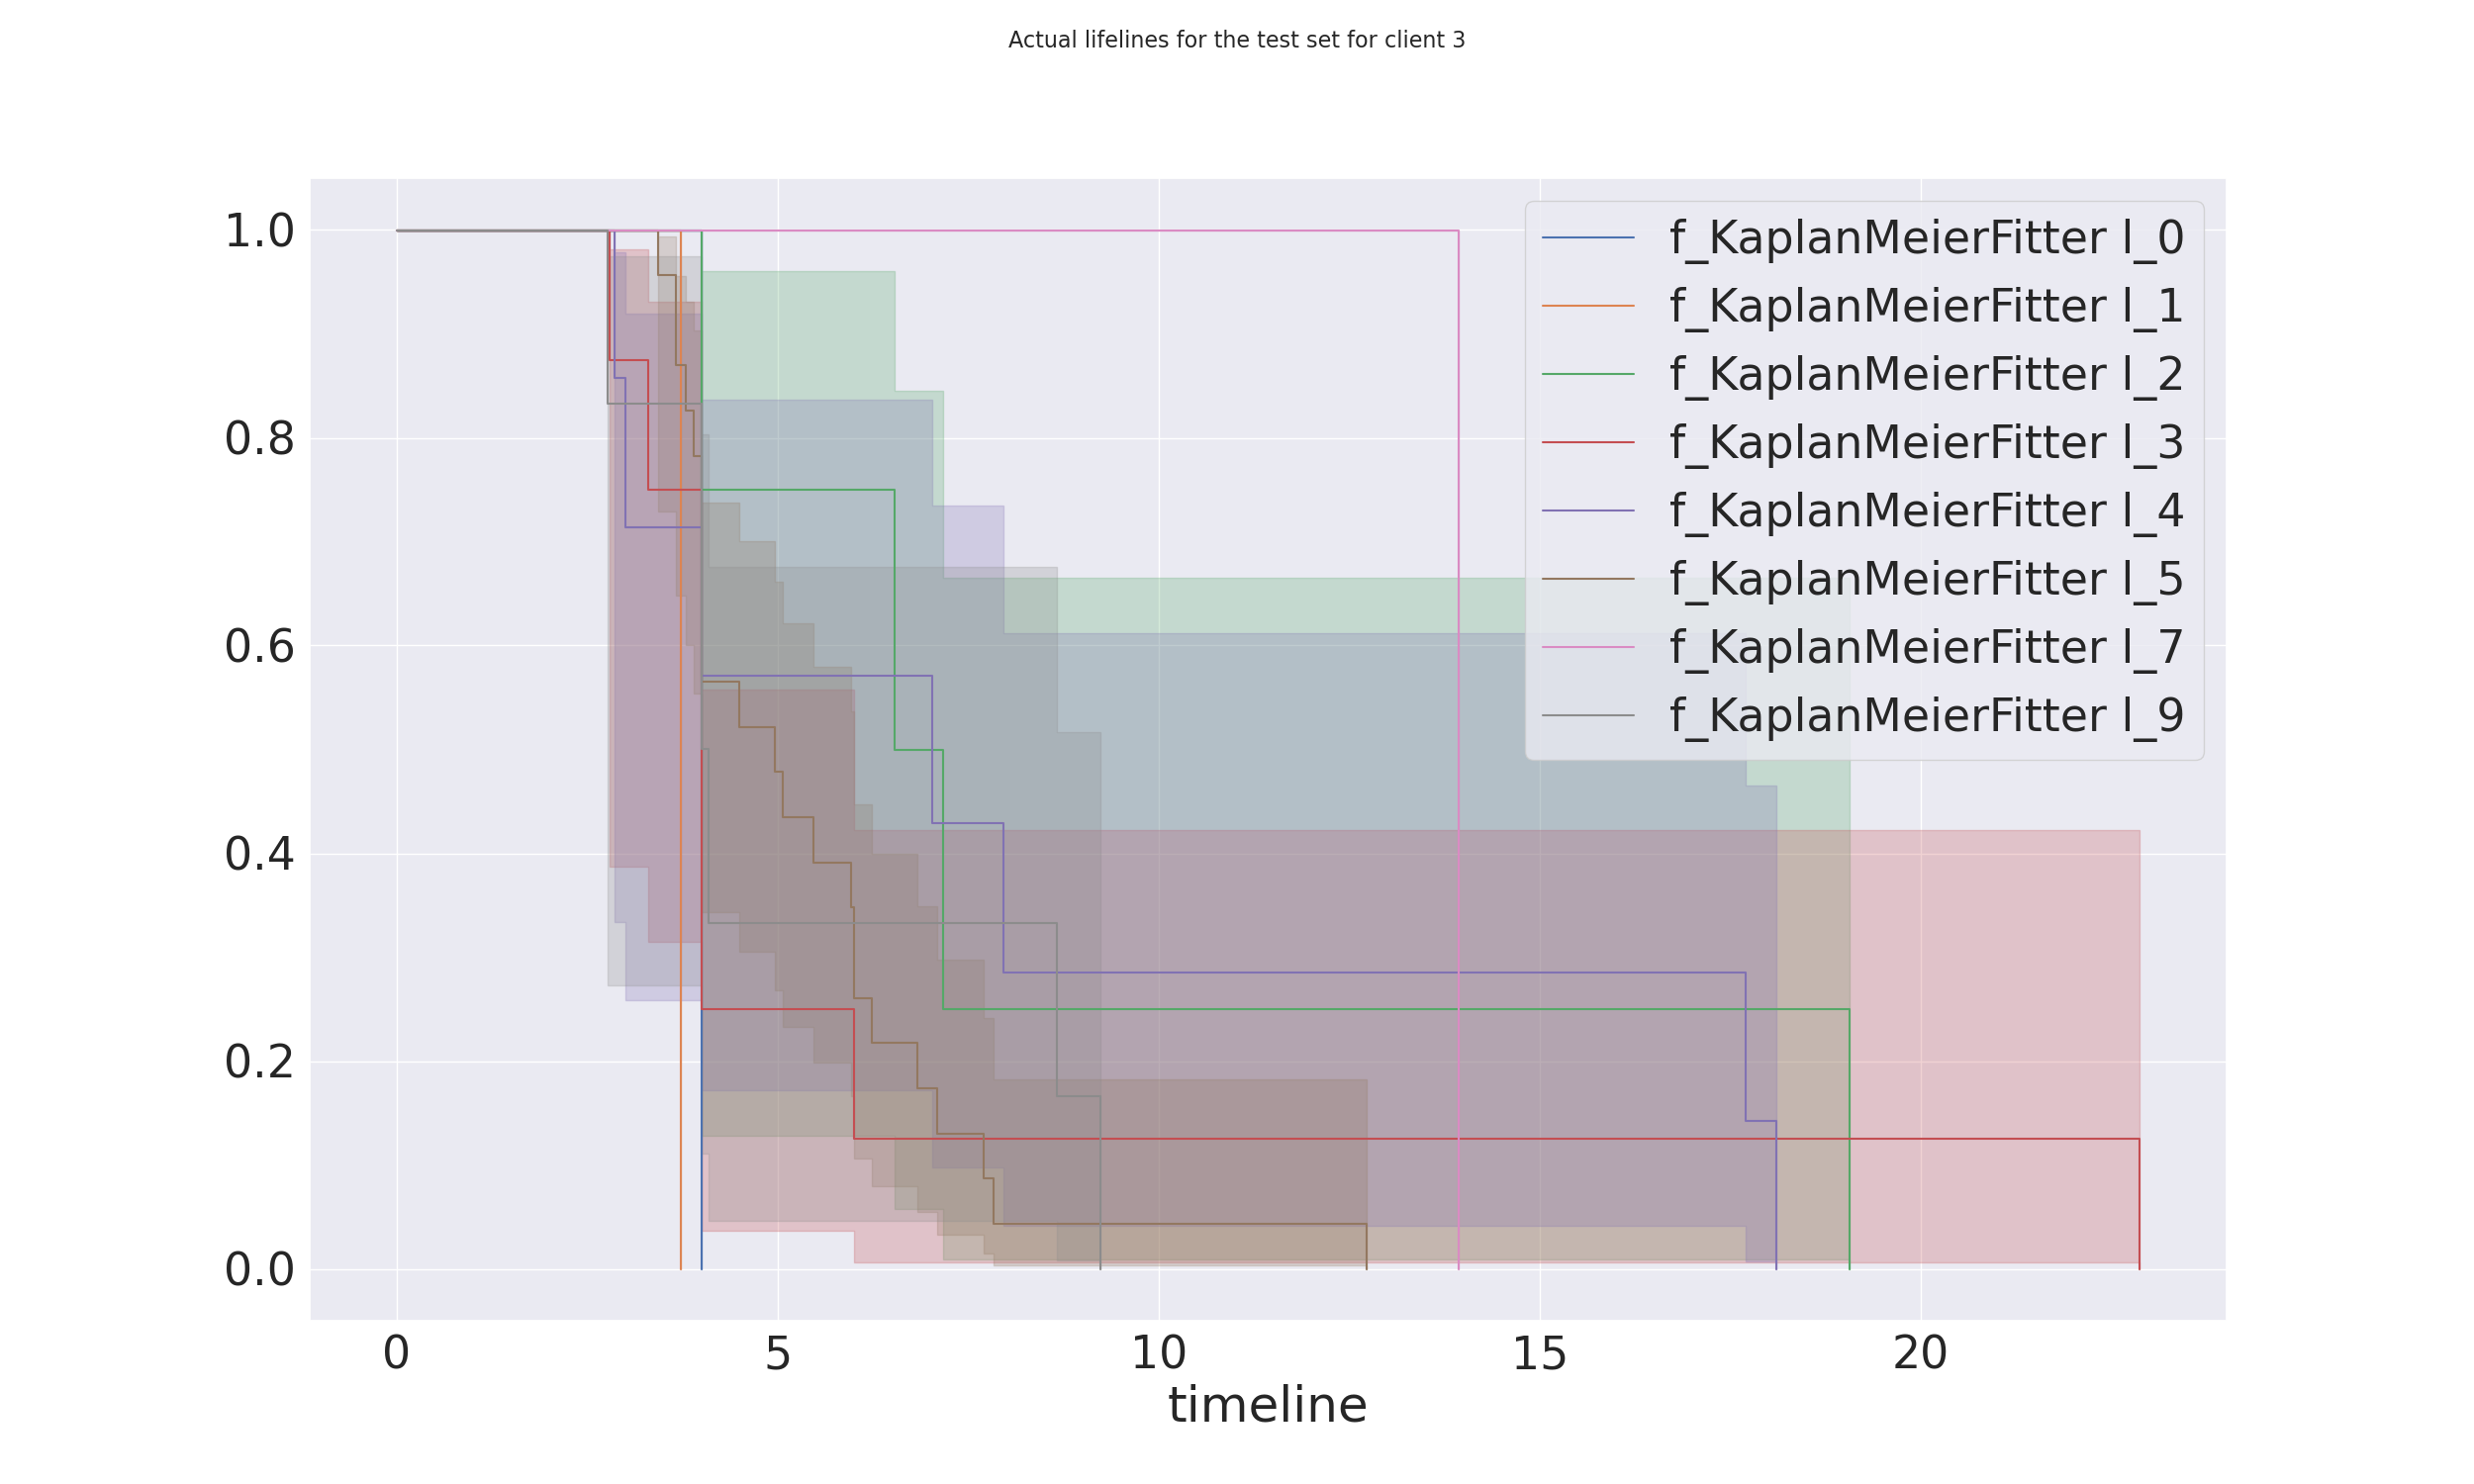 Actual lifelines for the test set for client 3
1.0
0.8
0.6
0.4
0.2
0.0
f_KaplanMeierFitter l_0
f_KaplanMeierFitter l_1
f_KaplanMeierFitter l_2
f_KaplanMeierFitter l_3
f_KaplanMeierFitter l_4
f_KaplanMeierFitter l_5
f_KaplanMeierFitter l_7
f_KaplanMeierFitter l_9
0 5 10 15 20
timeline